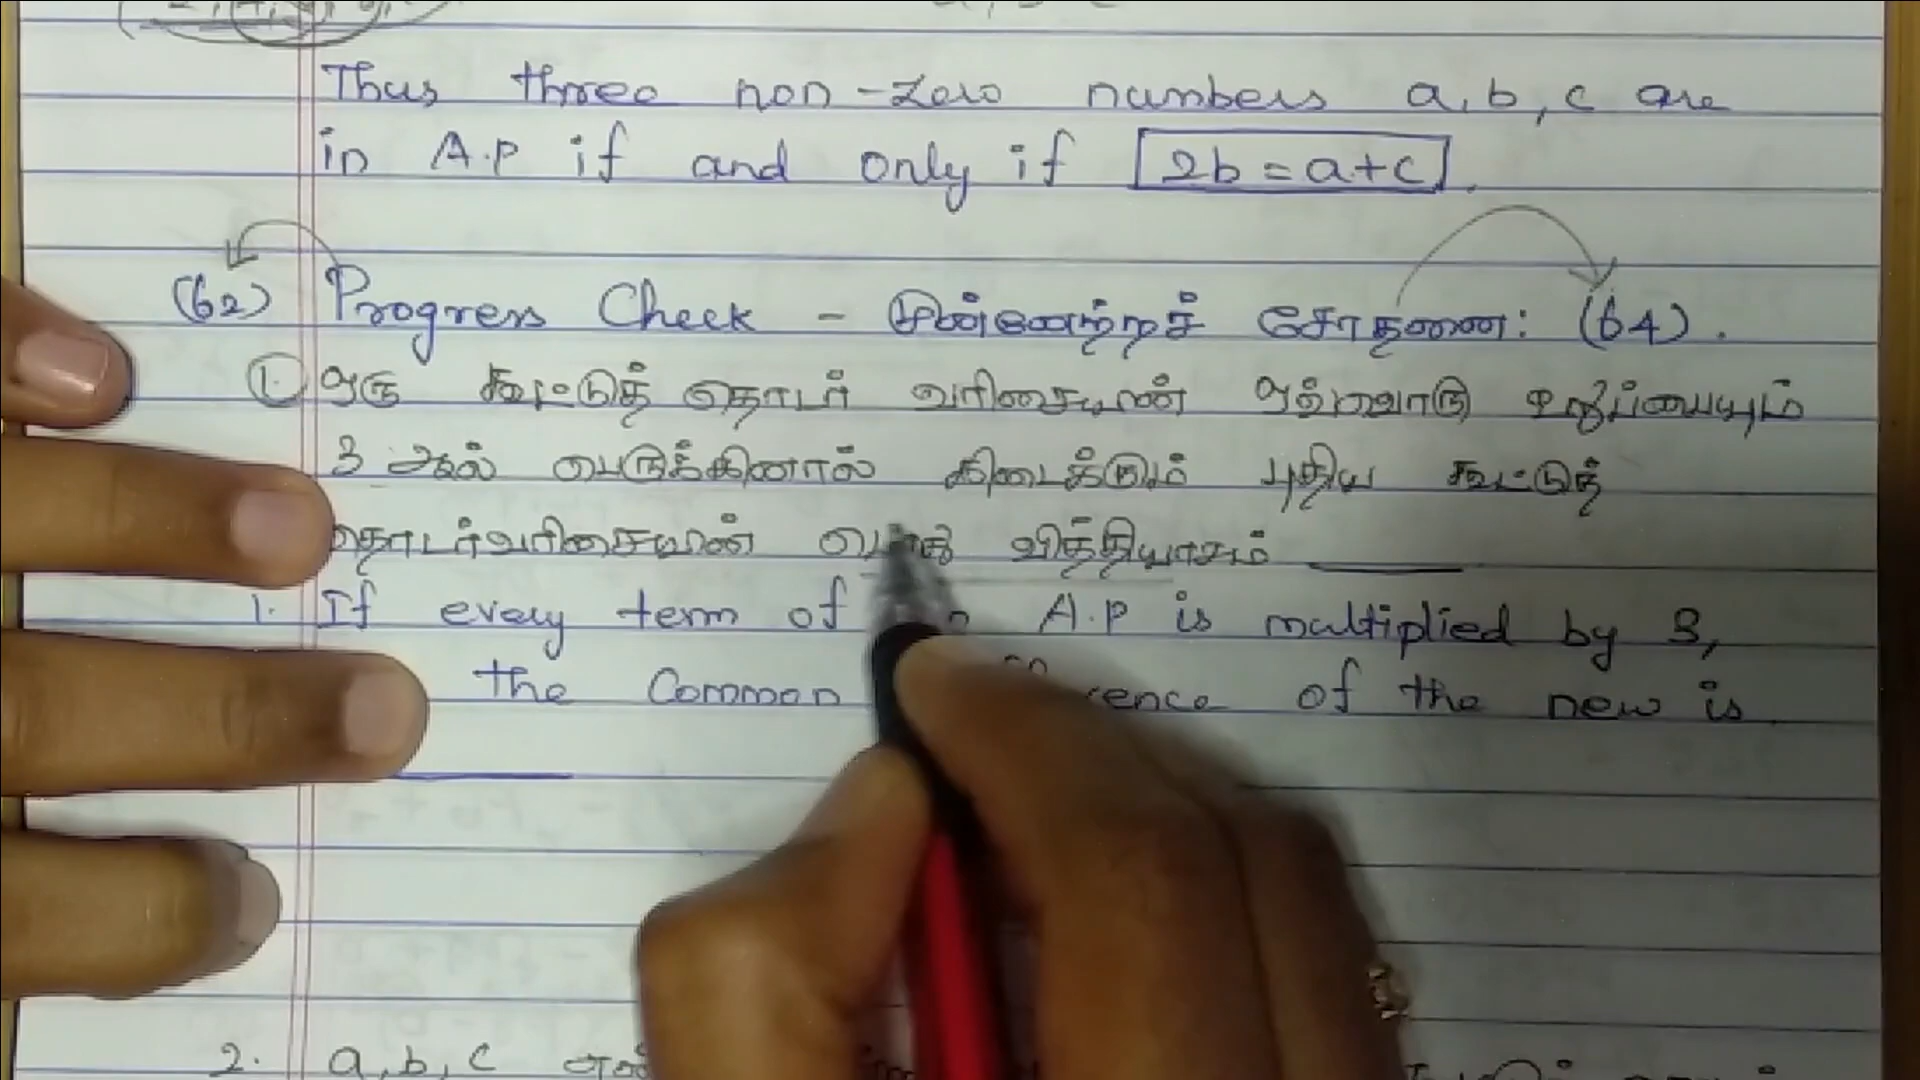 Thus three non-zero numbers a, b, c are
in A.P if and only if 2b = a+c.
(62) Progress Check - முன்னேற்றச் சோதனை: (64).
1. ஒரு கூட்டுத் தொடர் வரிசையின் ஒவ்வொரு உறுப்பையும்
3 ஆல் பெருக்கினால் கிடைக்கும் புதிய கூட்டுத்
தொடர்வரிசையின் பொது வித்தியாசம்
1. If every term of A.P is multiplied by 3,
the Common of the new is
2. a, b, c